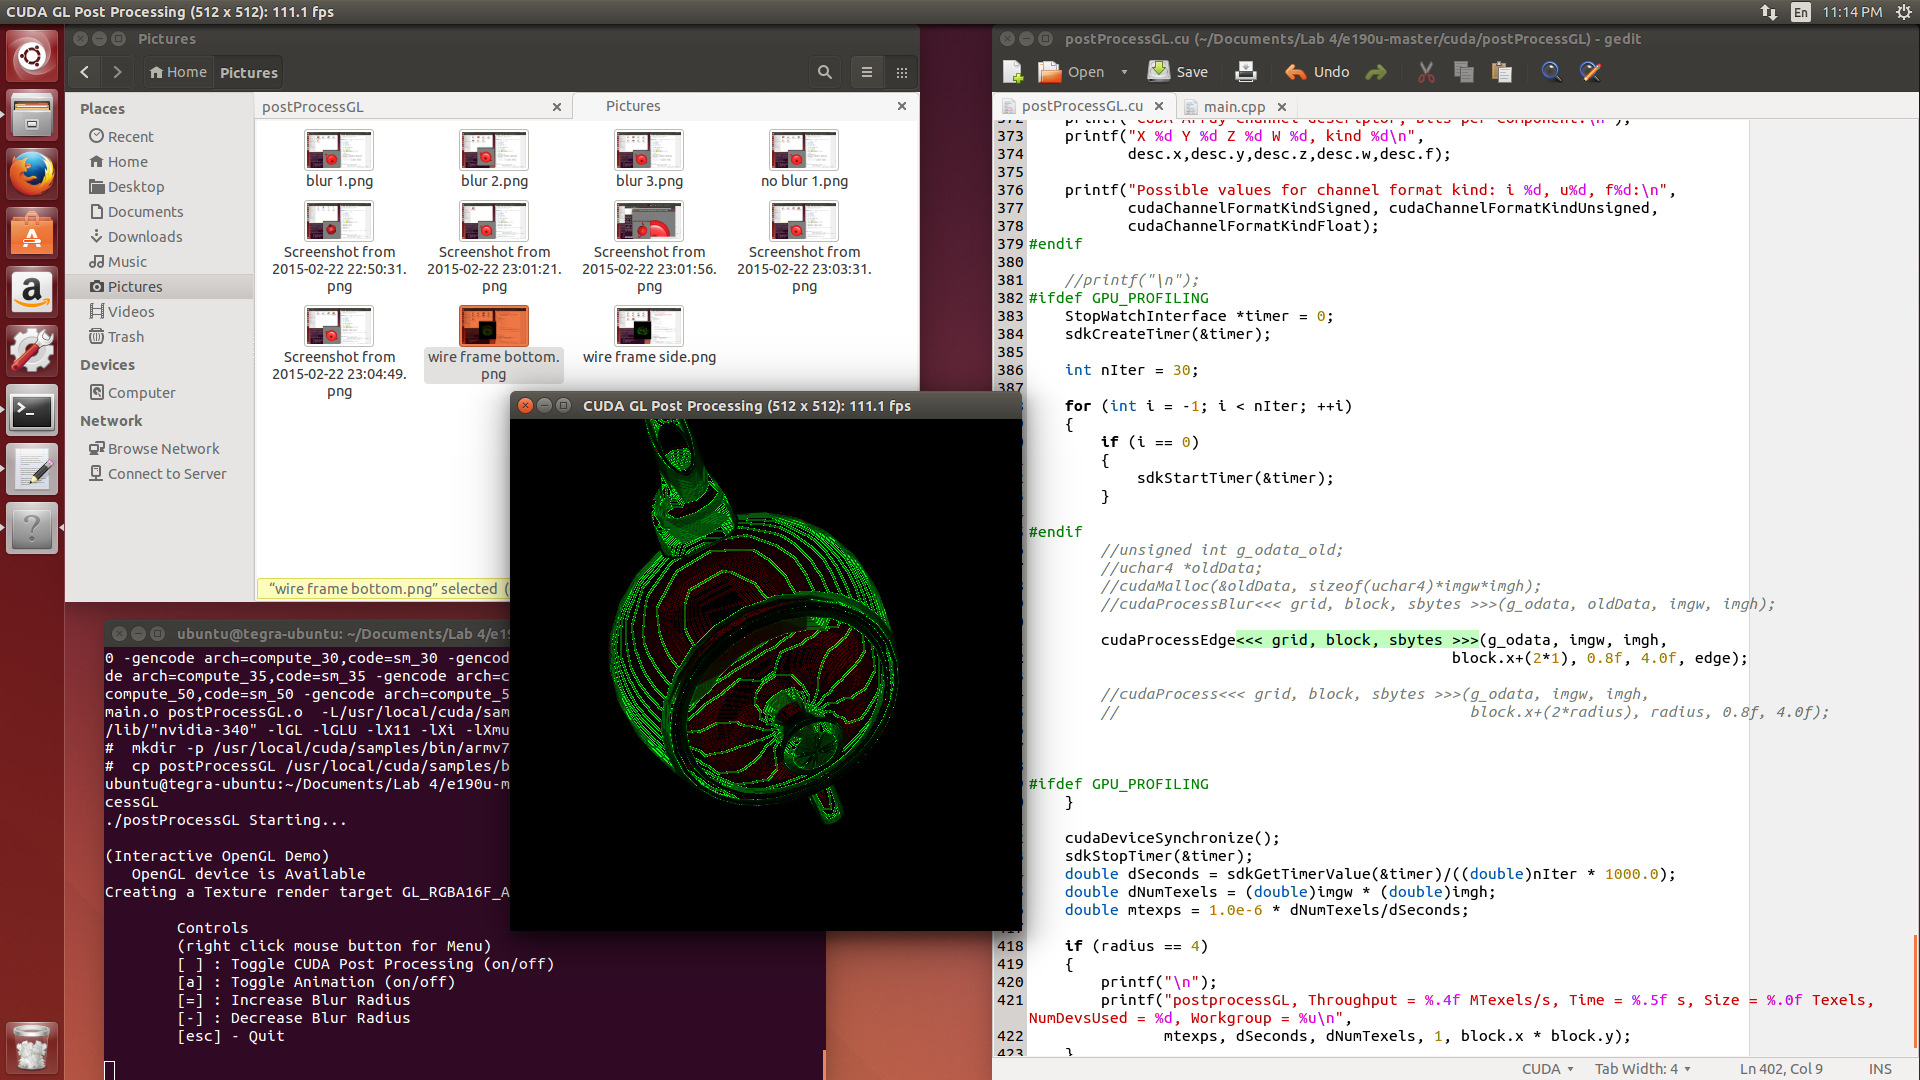 CUDA GL Post Processing (512 x 512): 111.1 fps
En
11:14 PM
Pictures
Home
Pictures
Places
Recent
Home
Desktop
Documents
Downloads
Music
Pictures
Videos
Trash
Devices
Computer
Network
Browse Network
Connect to Server
postProcessGL
Pictures
blur 1.png
blur 2.png
blur 3.png
no blur 1.png
Screenshot from
2015-02-22 22:50:31.
png
Screenshot from
2015-02-22 23:01:21.
png
Screenshot from
2015-02-22 23:01:56.
png
Screenshot from
2015-02-22 23:03:31.
png
Screenshot from
2015-02-22 23:04:49.
png
wire frame bottom.
png
wire frame side.png
“wire frame bottom.png” selected (
CUDA GL Post Processing (512 x 512): 111.1 fps
ubuntu@tegra-ubuntu: ~/Documents/Lab 4/e19
0 -gencode arch=compute_30,code=sm_30 -gencod
de arch=compute_35,code=sm_35 -gencode arch=c
compute_50,code=sm_50 -gencode arch=compute_5
main.o postProcessGL.o  -L/usr/local/cuda/sam
/lib/"nvidia-340" -lGL -lGLU -lX11 -lXi -lXmu
#  mkdir -p /usr/local/cuda/samples/bin/armv7
#  cp postProcessGL /usr/local/cuda/samples/b
ubuntu@tegra-ubuntu:~/Documents/Lab 4/e190u-m
cessGL
./postProcessGL Starting...
(Interactive OpenGL Demo)
OpenGL device is Available
Creating a Texture render target GL_RGBA16F_A
Controls
(right click mouse button for Menu)
[ ] : Toggle CUDA Post Processing (on/off)
[a] : Toggle Animation (on/off)
[=] : Increase Blur Radius
[-] : Decrease Blur Radius
[esc] - Quit
postProcessGL.cu (~/Documents/Lab 4/e190u-master/cuda/postProcessGL) - gedit
Open
Save
Undo
postProcessGL.cu
main.cpp
372 printf("CUDA Array channel descriptor, bits per component:\n");
373 printf("X %d Y %d Z %d W %d, kind %d\n",
374 desc.x,desc.y,desc.z,desc.w,desc.f);
375
376 printf("Possible values for channel format kind: i %d, u%d, f%d:\n",
377 cudaChannelFormatKindSigned, cudaChannelFormatKindUnsigned,
378 cudaChannelFormatKindFloat);
379 #endif
380
381 //printf("\n");
382 #ifdef GPU_PROFILING
383 StopWatchInterface *timer = 0;
384 sdkCreateTimer(&timer);
385
386 int nIter = 30;
387
for (int i = -1; i < nIter; ++i)
{
if (i == 0)
{
sdkStartTimer(&timer);
}
#endif
//unsigned int g_odata_old;
//uchar4 *oldData;
//cudaMalloc(&oldData, sizeof(uchar4)*imgw*imgh);
//cudaProcessBlur<<< grid, block, sbytes >>>(g_odata, oldData, imgw, imgh);
cudaProcessEdge<<< grid, block, sbytes >>>(g_odata, imgw, imgh,
block.x+(2*1), 0.8f, 4.0f, edge);
//cudaProcess<<< grid, block, sbytes >>>(g_odata, imgw, imgh,
// block.x+(2*radius), radius, 0.8f, 4.0f);
#ifdef GPU_PROFILING
}
cudaDeviceSynchronize();
sdkStopTimer(&timer);
double dSeconds = sdkGetTimerValue(&timer)/((double)nIter * 1000.0);
double dNumTexels = (double)imgw * (double)imgh;
double mtexps = 1.0e-6 * dNumTexels/dSeconds;
418 if (radius == 4)
419 {
420 printf("\n");
421 printf("postprocessGL, Throughput = %.4f MTexels/s, Time = %.5f s, Size = %.0f Texels,
NumDevsUsed = %d, Workgroup = %u\n",
422 mtexps, dSeconds, dNumTexels, 1, block.x * block.y);
423 }
CUDA
Tab Width: 4
Ln 402, Col 9
INS